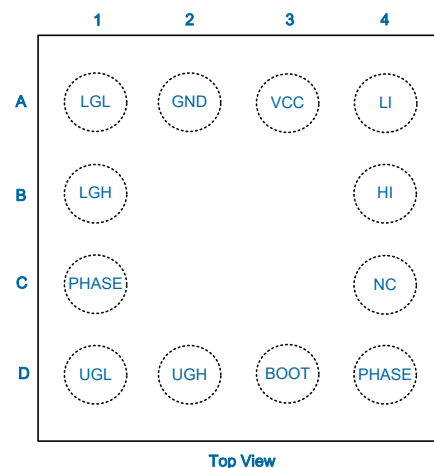 1 2 3 4
A LGL GND VCC LI
B LGH HI
C PHASE NC
D UGL UGH BOOT PHASE
Top View